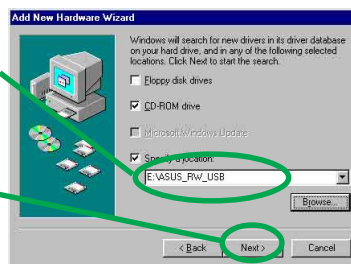 Add New Hardware Wizard
Windows will search for new drivers in its driver database
on your hard drive, and in any of the following selected
locations. Click Next to start the search.
Floppy disk drives
CD-ROM drive
Microsoft Windows Update
Specify a location:
E:\ASUS_RW_USB
Browse...
< Back
Next >
Cancel